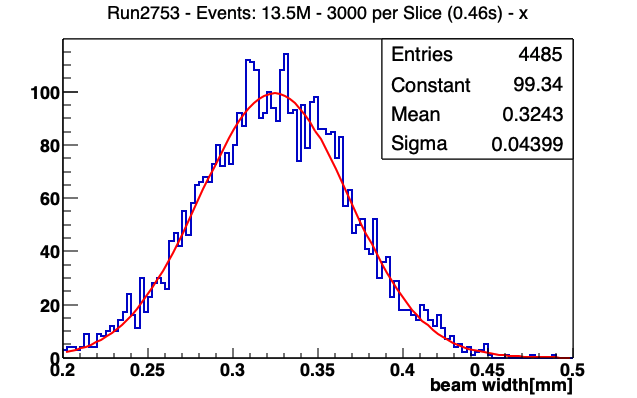 Run2753 - Events: 13.5M - 3000 per Slice (0.46s) - x
Entries 4485
Constant 99.34
Mean 0.3243
Sigma 0.04399
100
80
60
40
20
0
0.2 0.25 0.3 0.35 0.4 0.45 0.5
beam width[mm]